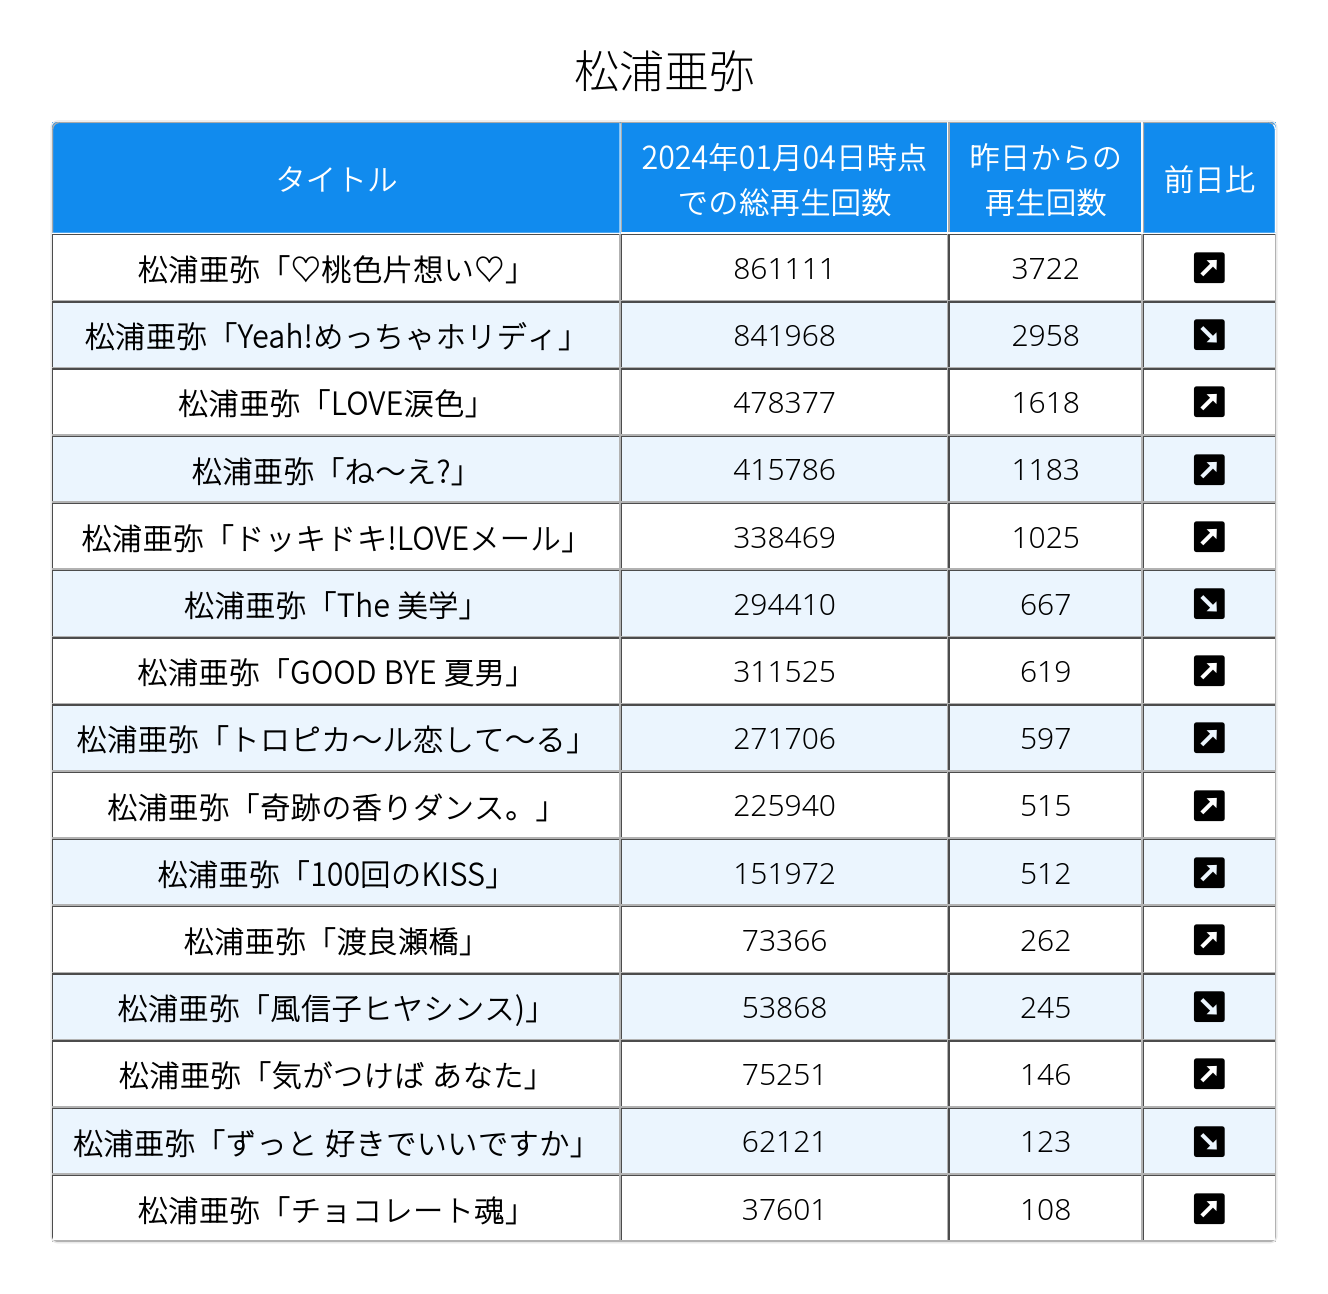 松浦亜弥
タイトル
2024年01月04日時点
での総再生回数
昨日からの
再生回数
前日比
松浦亜弥「♡桃色片想い♡」 861111 3722 ↗
松浦亜弥「Yeah!めっちゃホリディ」 841968 2958 ↘
松浦亜弥「LOVE涙色」 478377 1618 ↗
松浦亜弥「ね〜え?」 415786 1183 ↗
松浦亜弥「ドッキドキ!LOVEメール」 338469 1025 ↗
松浦亜弥「The 美学」 294410 667 ↘
松浦亜弥「GOOD BYE 夏男」 311525 619 ↗
松浦亜弥「トロピカ〜ル恋して〜る」 271706 597 ↗
松浦亜弥「奇跡の香りダンス。」 225940 515 ↗
松浦亜弥「100回のKISS」 151972 512 ↗
松浦亜弥「渡良瀬橋」 73366 262 ↗
松浦亜弥「風信子ヒヤシンス)」 53868 245 ↘
松浦亜弥「気がつけば あなた」 75251 146 ↗
松浦亜弥「ずっと 好きでいいですか」 62121 123 ↘
松浦亜弥「チョコレート魂」 37601 108 ↗